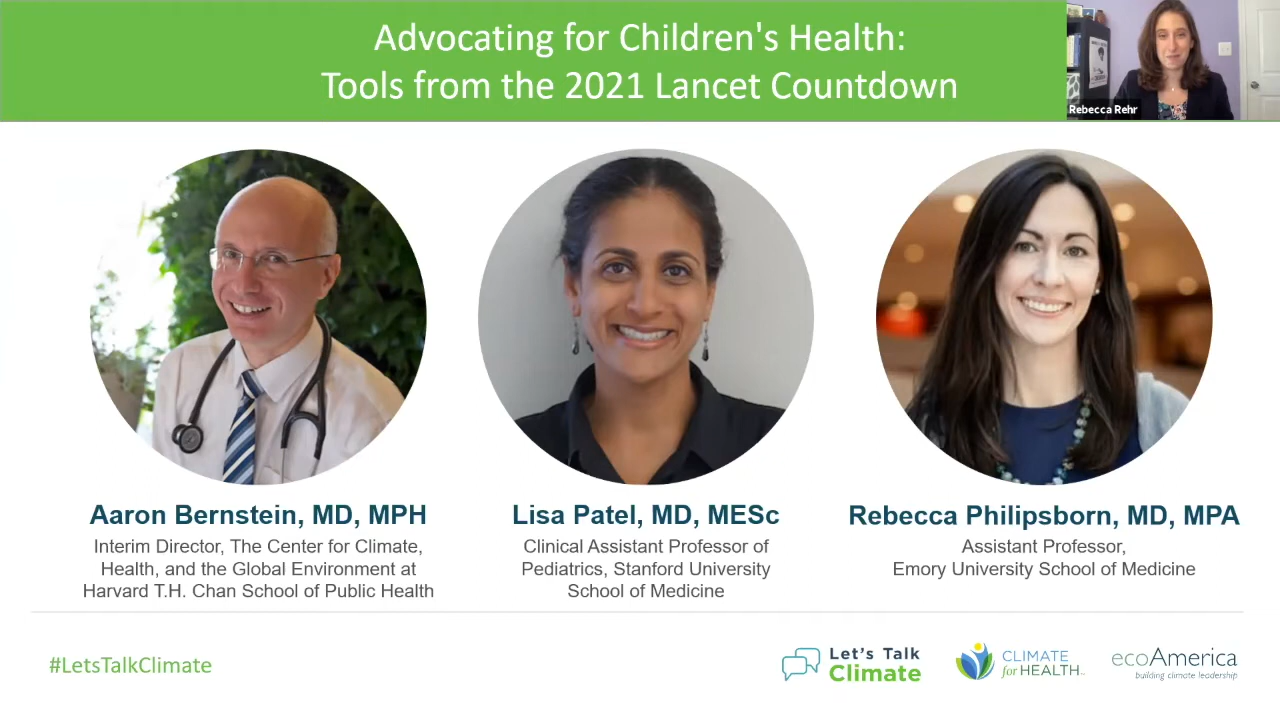 Advocating for Children's Health:
Tools from the 2021 Lancet Countdown
Rebecca Rehr
Aaron Bernstein, MD, MPH
Interim Director, The Center for Climate,
Health, and the Global Environment at
Harvard T.H. Chan School of Public Health
Lisa Patel, MD, MESc
Clinical Assistant Professor of
Pediatrics, Stanford University
School of Medicine
Rebecca Philipsborn, MD, MPA
Assistant Professor,
Emory University School of Medicine
#LetsTalkClimate
Let's Talk
Climate
CLIMATE
for HEALTH
ecoAmerica
building climate leadership